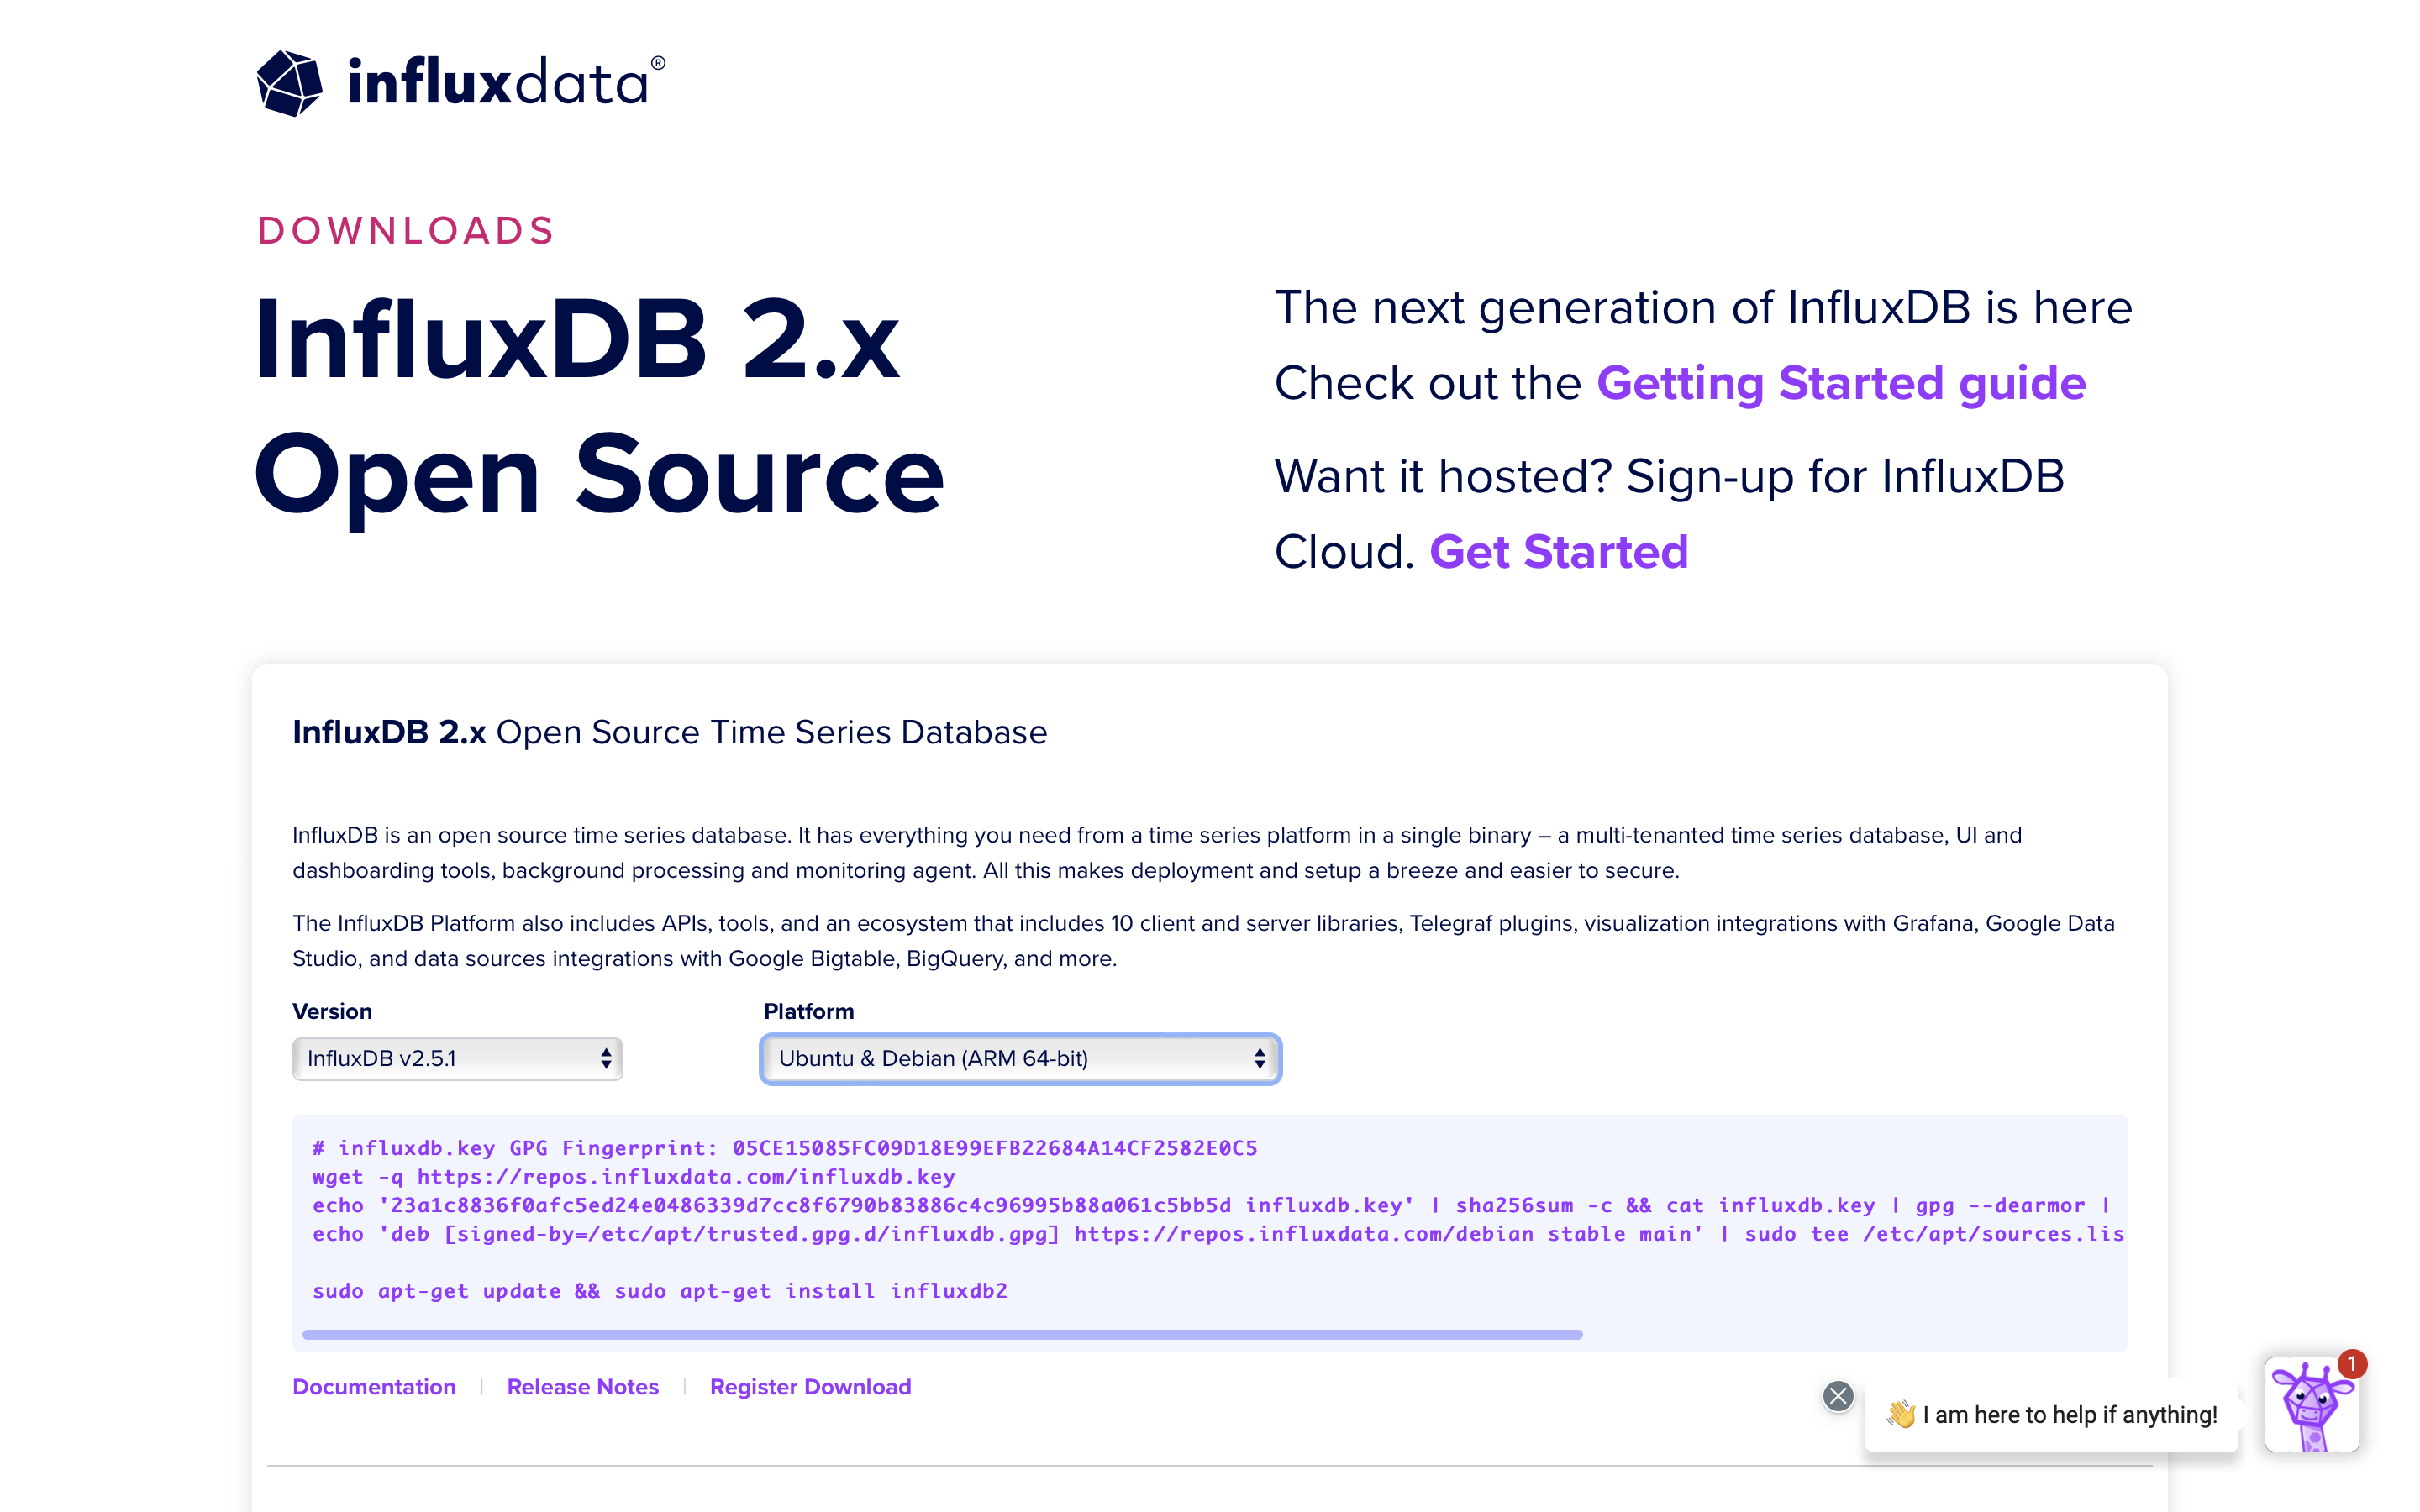 influxdata®
DOWNLOADS
InfluxDB 2.x
Open Source
The next generation of InfluxDB is here
Check out the Getting Started guide
Want it hosted? Sign-up for InfluxDB
Cloud. Get Started
InfluxDB 2.x Open Source Time Series Database
InfluxDB is an open source time series database. It has everything you need from a time series platform in a single binary – a multi-tenanted time series database, UI and
dashboarding tools, background processing and monitoring agent. All this makes deployment and setup a breeze and easier to secure.
The InfluxDB Platform also includes APIs, tools, and an ecosystem that includes 10 client and server libraries, Telegraf plugins, visualization integrations with Grafana, Google Data
Studio, and data sources integrations with Google Bigtable, BigQuery, and more.
Version
Platform
InfluxDB v2.5.1
Ubuntu & Debian (ARM 64-bit)
# influxdb.key GPG Fingerprint: 05CE15085FC09D18E99EFB22684A14CF2582E0C5
wget -q https://repos.influxdata.com/influxdb.key
echo '23a1c8836f0afc5ed24e0486339d7cc8f6790b83886c4c96995b88a061c5bb5d influxdb.key' | sha256sum -c && cat influxdb.key | gpg --dearmor |
echo 'deb [signed-by=/etc/apt/trusted.gpg.d/influxdb.gpg] https://repos.influxdata.com/debian stable main' | sudo tee /etc/apt/sources.lis
sudo apt-get update && sudo apt-get install influxdb2
Documentation
Release Notes
Register Download
👋 I am here to help if anything!
1